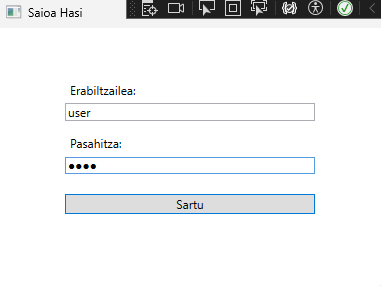 Saioa Hasi
Erabiltzailea:
user
Pasahitza:
●●●●
Sartu